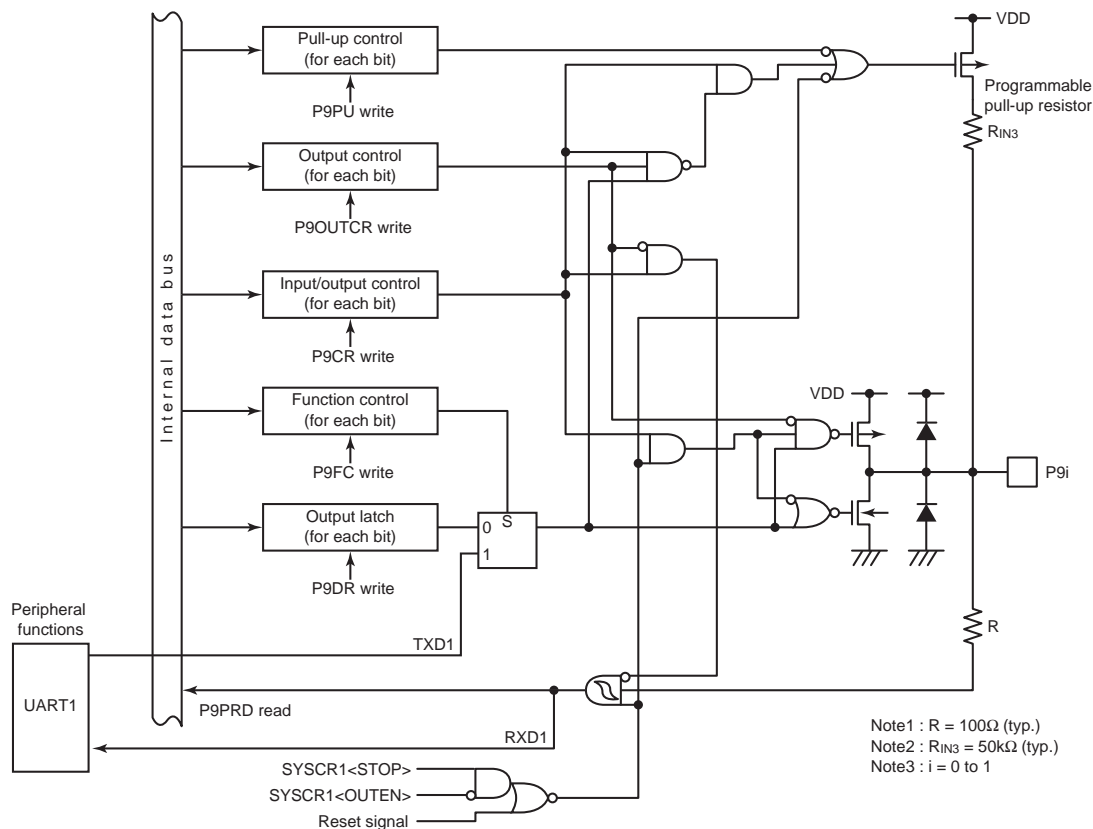 VDD
Pull-up control
(for each bit)
P9PU write
Programmable
pull-up resistor
RIN3
Output control
(for each bit)
P9OUTCR write
Internal data bus
Input/output control
(for each bit)
P9CR write
Function control
(for each bit)
P9FC write
VDD
P9i
Output latch
(for each bit)
P9DR write
0
S
1
Peripheral
functions
TXD1
R
UART1
P9PRD read
RXD1
Note1 : R = 100Ω (typ.)
Note2 : RIN3 = 50kΩ (typ.)
Note3 : i = 0 to 1
SYSCR1<STOP>
SYSCR1<OUTEN>
Reset signal